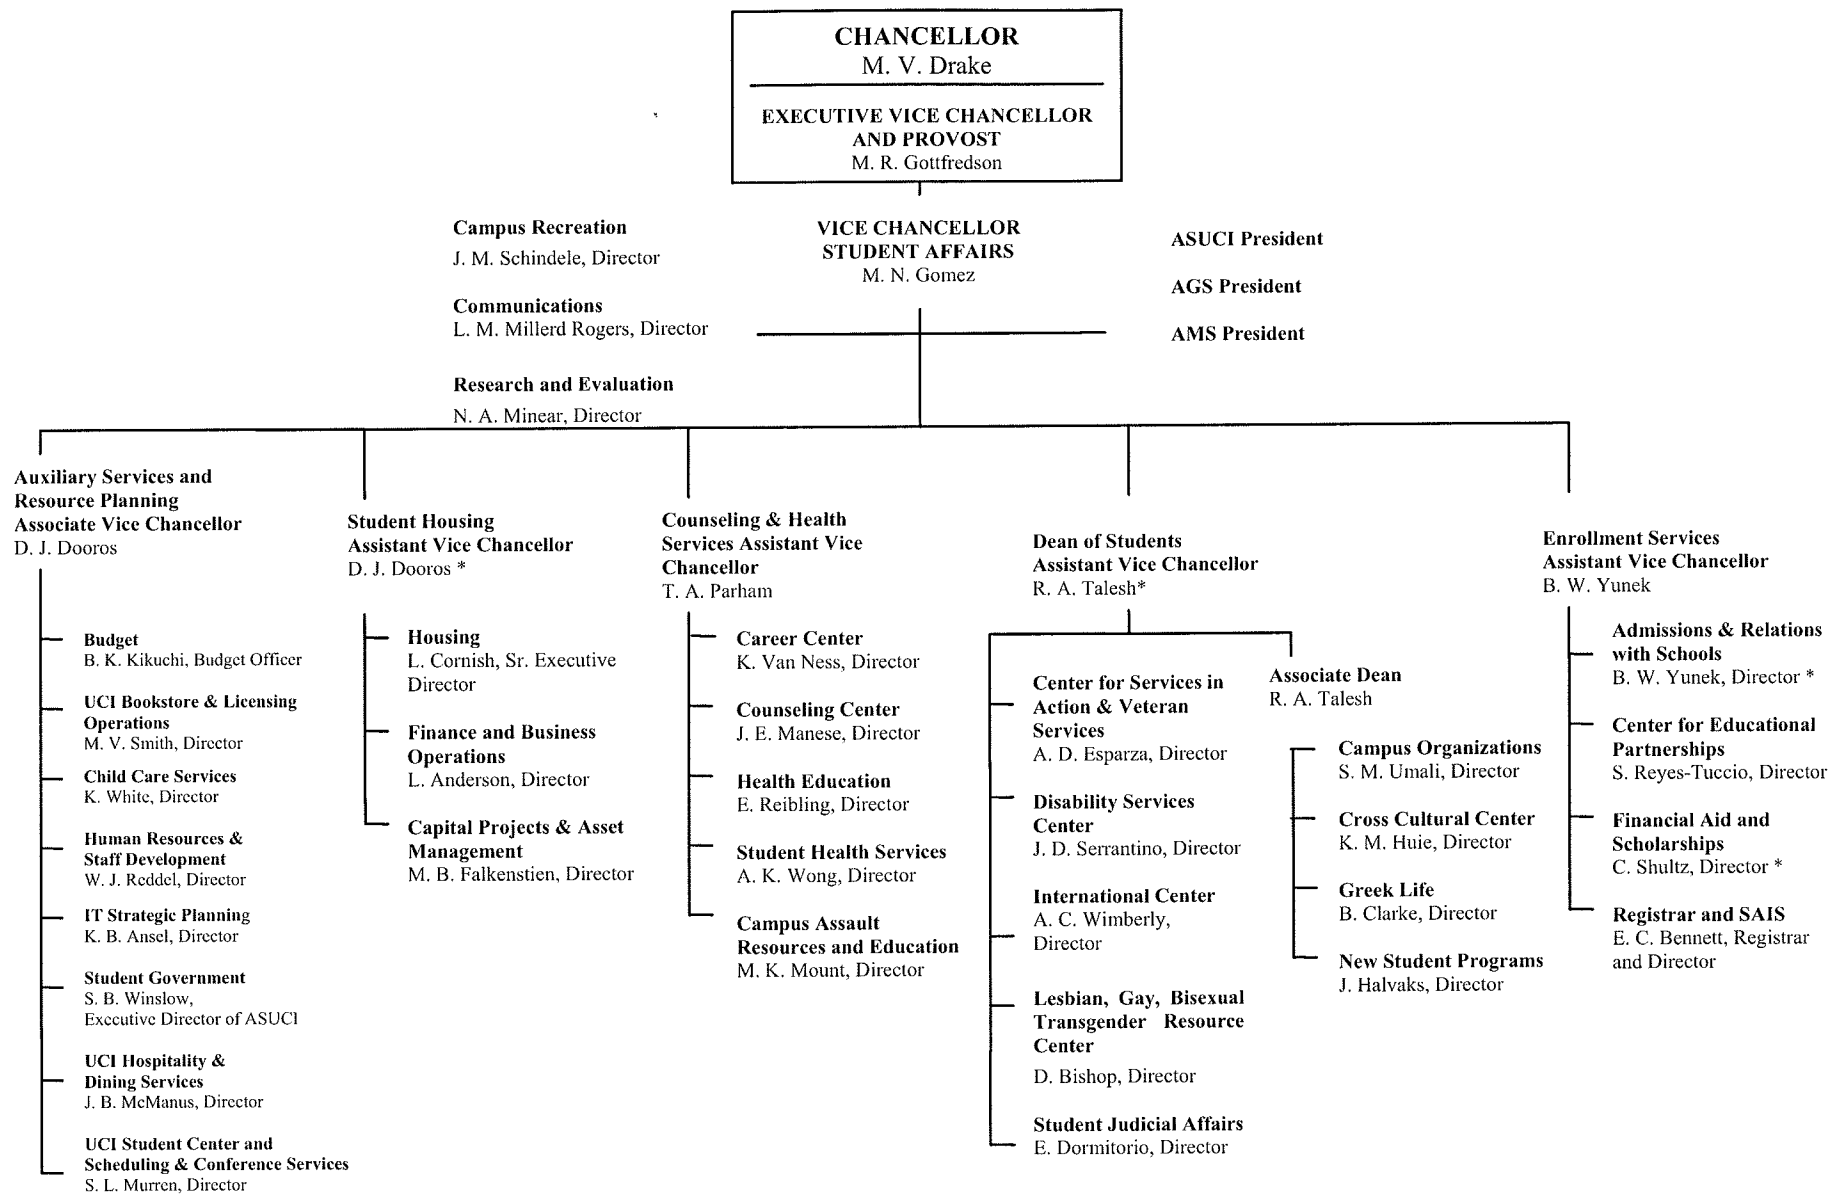 CHANCELLOR
M. V. Drake
EXECUTIVE VICE CHANCELLOR
AND PROVOST
M. R. Gottfredson
VICE CHANCELLOR
STUDENT AFFAIRS
M. N. Gomez
Campus Recreation
J. M. Schindele, Director
Communications
L. M. Millerd Rogers, Director
Research and Evaluation
N. A. Minear, Director
ASUCI President
AGS President
AMS President
Auxiliary Services and
Resource Planning
Associate Vice Chancellor
D. J. Dooros
Budget
B. K. Kikuchi, Budget Officer
UCI Bookstore & Licensing
Operations
M. V. Smith, Director
Child Care Services
K. White, Director
Human Resources &
Staff Development
W. J. Reddel, Director
IT Strategic Planning
K. B. Ansel, Director
Student Government
S. B. Winslow,
Executive Director of ASUCI
UCI Hospitality &
Dining Services
J. B. McManus, Director
UCI Student Center and
Scheduling & Conference Services
S. L. Murren, Director
Student Housing
Assistant Vice Chancellor
D. J. Dooros *
Housing
L. Cornish, Sr. Executive
Director
Finance and Business
Operations
L. Anderson, Director
Capital Projects & Asset
Management
M. B. Falkenstien, Director
Counseling & Health
Services Assistant Vice
Chancellor
T. A. Parham
Career Center
K. Van Ness, Director
Counseling Center
J. E. Manese, Director
Health Education
E. Reibling, Director
Student Health Services
A. K. Wong, Director
Campus Assault
Resources and Education
M. K. Mount, Director
Dean of Students
Assistant Vice Chancellor
R. A. Talesh*
Center for Services in
Action & Veteran
Services
A. D. Esparza, Director
Disability Services
Center
J. D. Serrantino, Director
International Center
A. C. Wimberly,
Director
Lesbian, Gay, Bisexual
Transgender Resource
Center
D. Bishop, Director
Student Judicial Affairs
E. Dormitorio, Director
Associate Dean
R. A. Talesh
Campus Organizations
S. M. Umali, Director
Cross Cultural Center
K. M. Huie, Director
Greek Life
B. Clarke, Director
New Student Programs
J. Halvaks, Director
Enrollment Services
Assistant Vice Chancellor
B. W. Yunek
Admissions & Relations
with Schools
B. W. Yunek, Director *
Center for Educational
Partnerships
S. Reyes-Tuccio, Director
Financial Aid and
Scholarships
C. Shultz, Director *
Registrar and SAIS
E. C. Bennett, Registrar
and Director